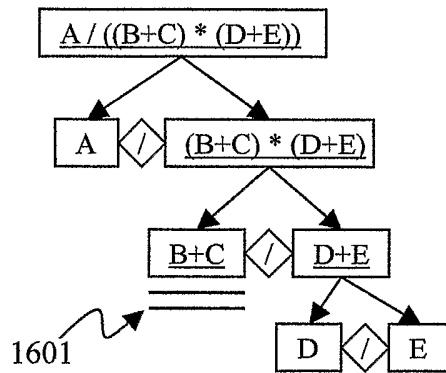 A / ((B+C) * (D+E))
A / (B+C) * (D+E)
B+C / D+E
1601
D / E